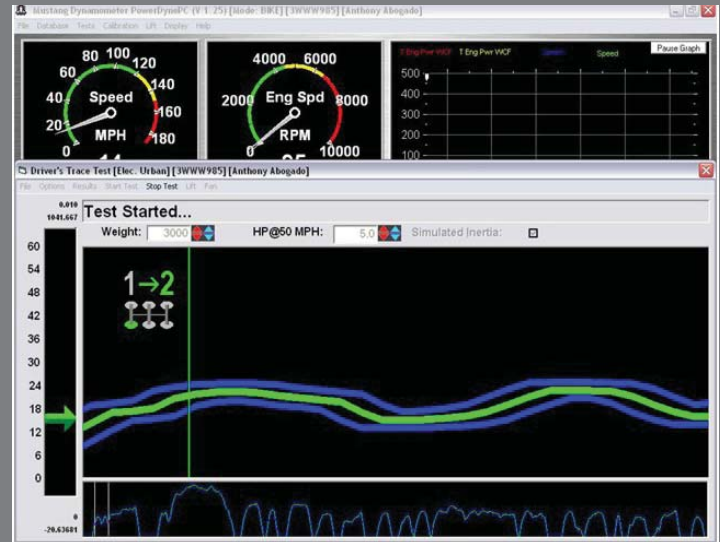 Mustang Dynamometer PowerDynePC (V 1.25) [Mode: BIKE] [3WWW985] [Anthony Abogado]
File Database Tests Calibration Lift Display Help
0 20 40 60 80 100 120 140 160 180
Speed
MPH
0 2000 4000 6000 8000 10000
Eng Spd
RPM
T Eng Pwr WCF T Eng Pwr WCF Speed Pause Graph
500
400
300
200
100
Driver's Trace Test [Elec. Urban] [3WWW985] [Anthony Abogado]
File Options Results Start Test Stop Test Lift Fan
0.010
1041.667
Test Started...
Weight: 3000 HP@50 MPH: 5.0 Simulated Inertia:
1→2
60
54
48
42
36
30
24
18
12
6
0
0
-20.63681